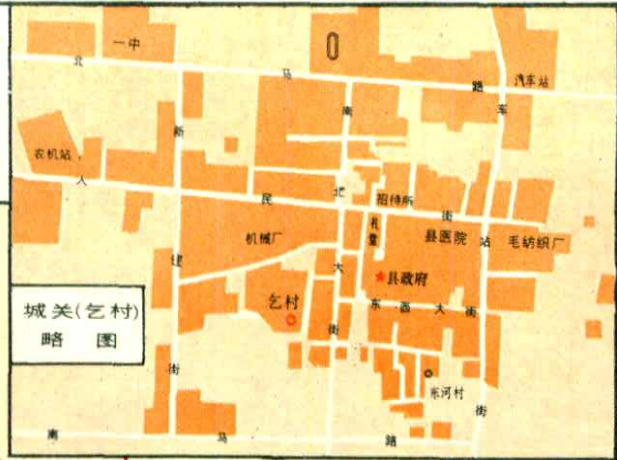 一中
北马路
汽车站
新建街
南北大街
车站街
农机站
人民街
招待所
礼堂
机械厂
县医院
毛纺织厂
县政府
乞村
东西大街
城关(乞村)
略图
东河村
南马路